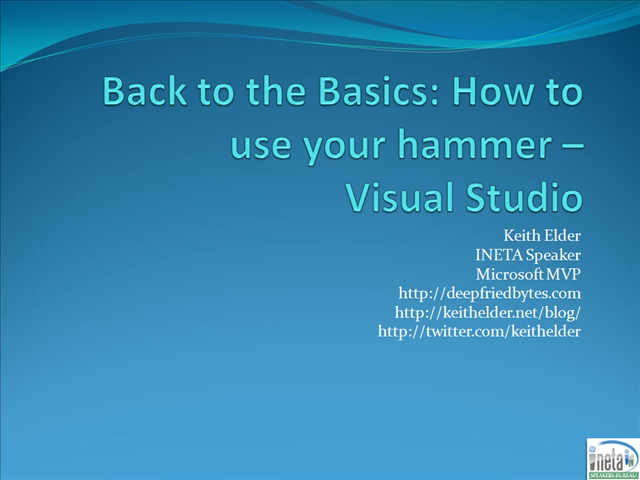 Back to the Basics: How to
use your hammer –
Visual Studio
Keith Elder
INETA Speaker
Microsoft MVP
http://deepfriedbytes.com
http://keithelder.net/blog/
http://twitter.com/keithelder
ineta
SPEAKERS BUREAU